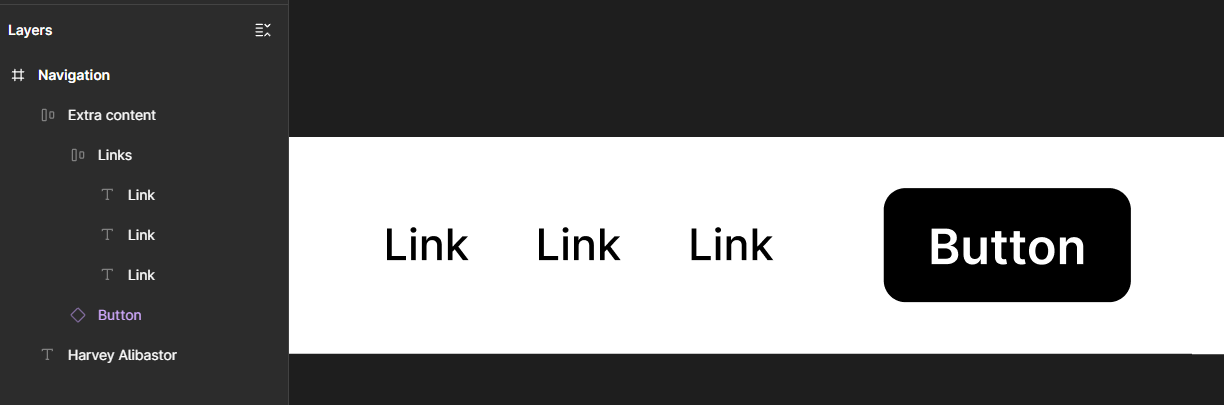 Layers
Navigation
Extra content
Links
Link
Link
Link
Button
Harvey Alibastor
Link Link Link Button